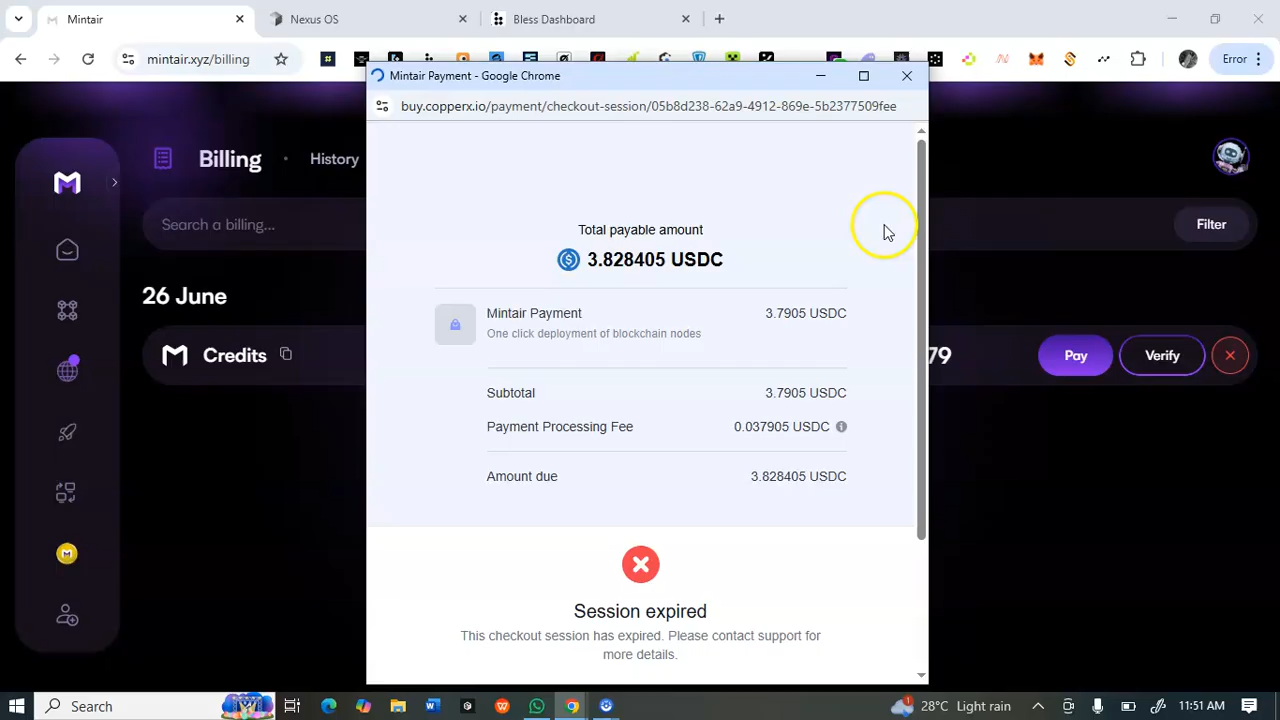 Mintair
Nexus OS
Bless Dashboard
mintair.xyz/billing
Error
Mintair Payment - Google Chrome
buy.copperx.io/payment/checkout-session/05b8d238-62a9-4912-869e-5b2377509fee
Billing
History
Search a billing...
Filter
26 June
Credits
79
Pay
Verify
Total payable amount
3.828405 USDC
Mintair Payment 3.7905 USDC
One click deployment of blockchain nodes
Subtotal 3.7905 USDC
Payment Processing Fee 0.037905 USDC
Amount due 3.828405 USDC
Session expired
This checkout session has expired. Please contact support for
more details.
Search
1
28°C Light rain
11:51 AM